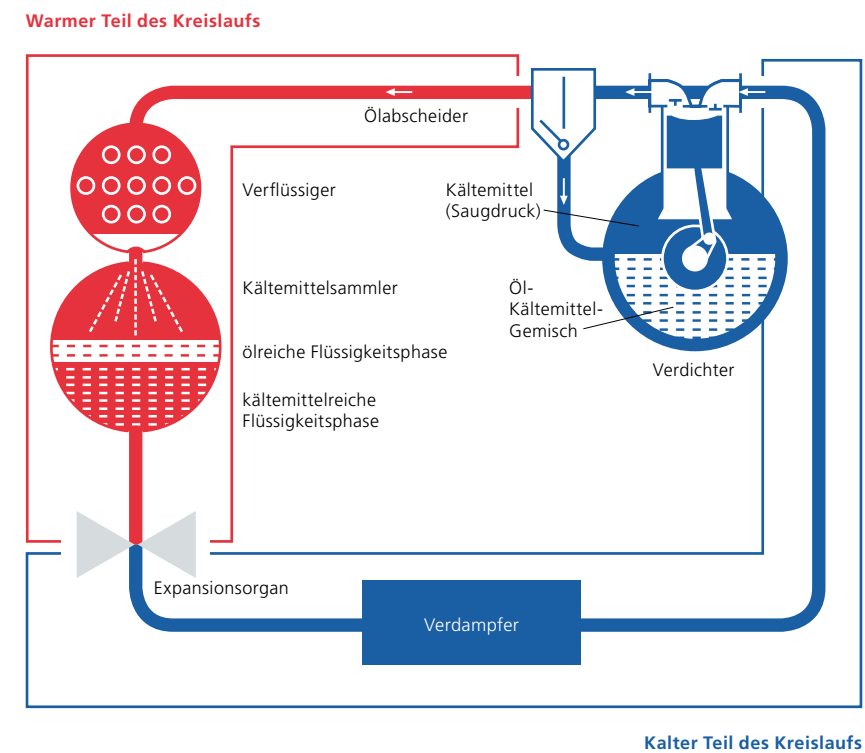 Warmer Teil des Kreislaufs
Ölabscheider
Verflüssiger
Kältemittel
(Saugdruck)
Kältemittelsammler
Öl-
Kältemittel-
Gemisch
ölreiche Flüssigkeitsphase
Verdichter
kältemittelreiche
Flüssigkeitsphase
Expansionsorgan
Verdampfer
Kalter Teil des Kreislaufs